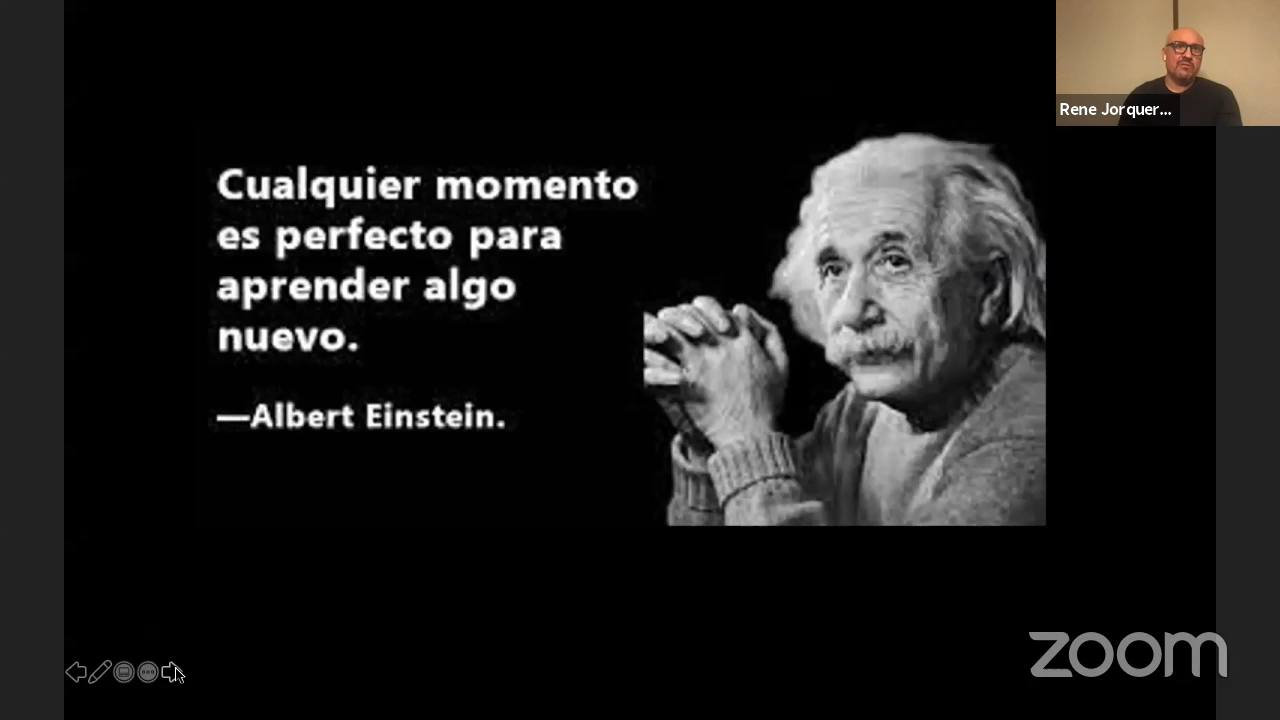 Rene Jorquer...
Cualquier momento
es perfecto para
aprender algo
nuevo.
—Albert Einstein.
zoom